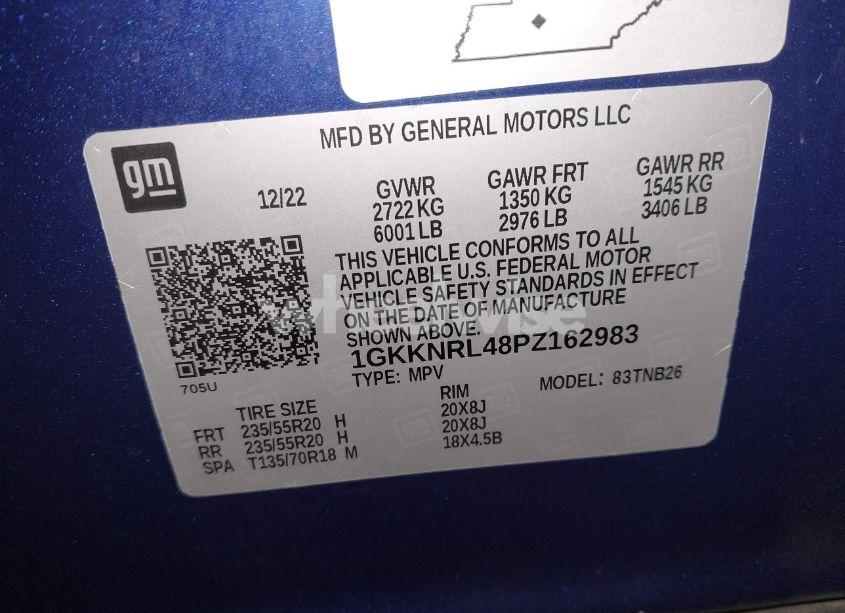 MFD BY GENERAL MOTORS LLC
gm
12/22
GVWR
2722 KG
6001 LB
GAWR FRT
1350 KG
2976 LB
GAWR RR
1545 KG
3406 LB
THIS VEHICLE CONFORMS TO ALL
APPLICABLE U.S. FEDERAL MOTOR
VEHICLE SAFETY STANDARDS IN EFFECT
ON THE DATE OF MANUFACTURE
SHOWN ABOVE.
1GKKNRL48PZ162983
TYPE: MPV
MODEL: 83TNB26
705U
TIRE SIZE
RIM
FRT 235/55R20 H 20X8J
RR 235/55R20 H 20X8J
SPA T135/70R18 M 18X4.5B